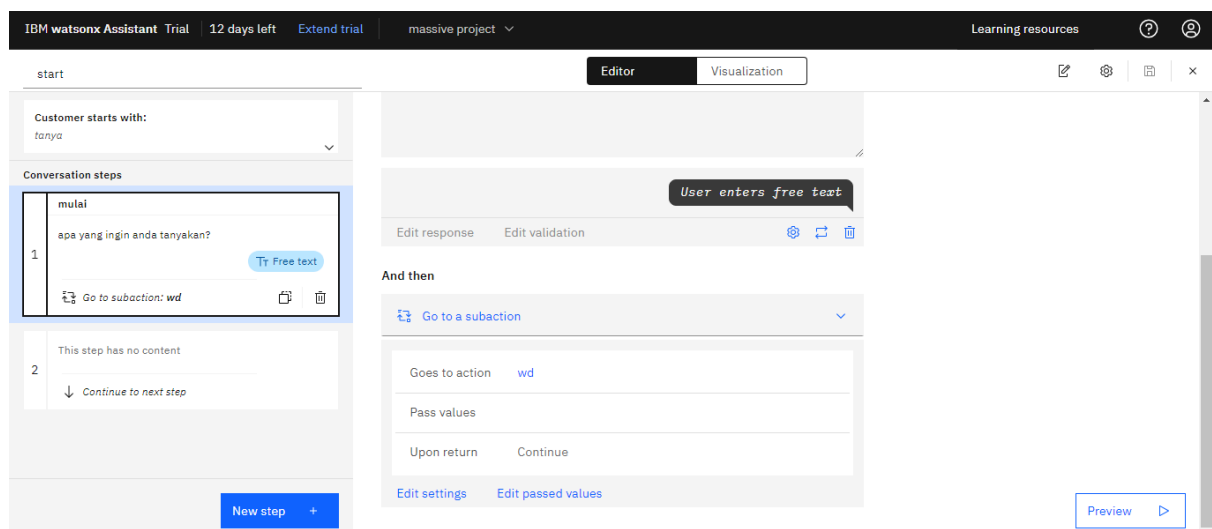 IBM watsonx Assistant Trial 12 days left Extend trial massive project Learning resources
start Editor Visualization
Customer starts with:
tanya
Conversation steps
1
mulai
apa yang ingin anda tanyakan?
Free text
Go to subaction: wd
2
This step has no content
Continue to next step
New step +
User enters free text
Edit response Edit validation
And then
Go to a subaction
Goes to action wd
Pass values
Upon return Continue
Edit settings Edit passed values
Preview